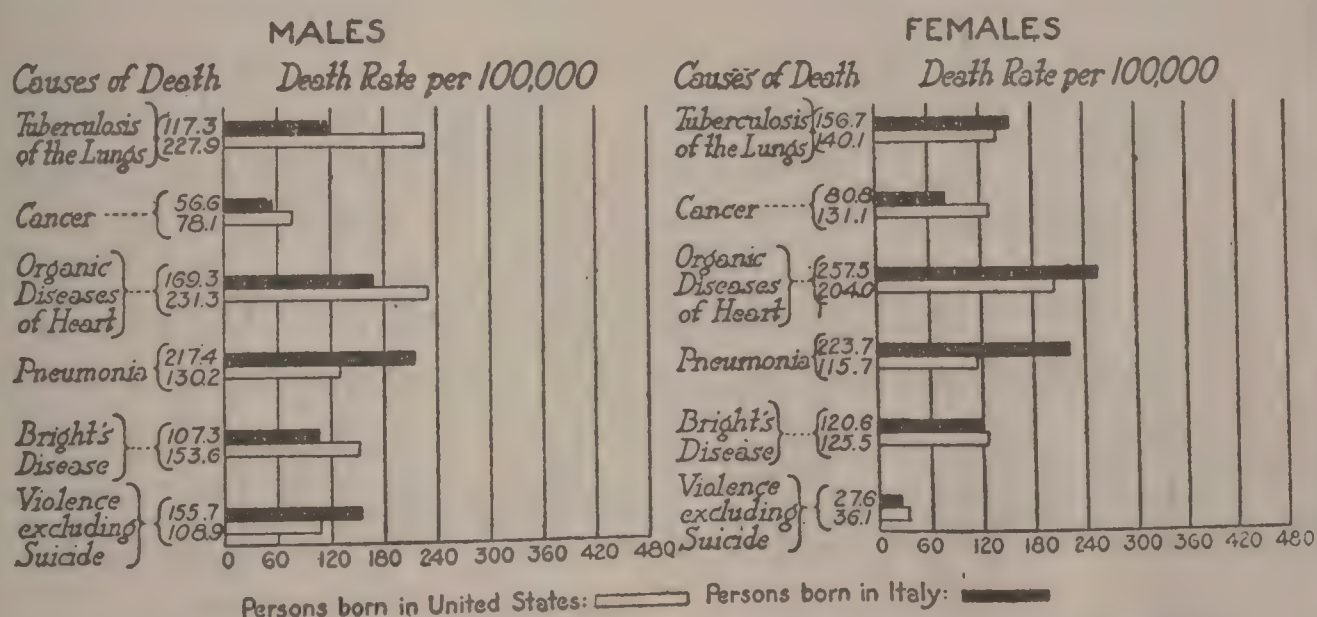 MALES
Causes of Death Death Rate per 100,000
Tuberculosis of the Lungs 117.3
227.9
Cancer 56.6
78.1
Organic Diseases of Heart 169.3
231.3
Pneumonia 217.4
130.2
Bright's Disease 107.3
153.6
Violence excluding Suicide 155.7
108.9
0 60 120 180 240 300 360 420 480
FEMALES
Causes of Death Death Rate per 100,000
Tuberculosis of the Lungs 156.7
140.1
Cancer 80.8
131.1
Organic Diseases of Heart 257.5
204.0
Pneumonia 223.7
115.7
Bright's Disease 120.6
125.5
Violence excluding Suicide 27.6
36.1
0 60 120 180 240 300 360 420 480
Persons born in United States: Persons born in Italy: